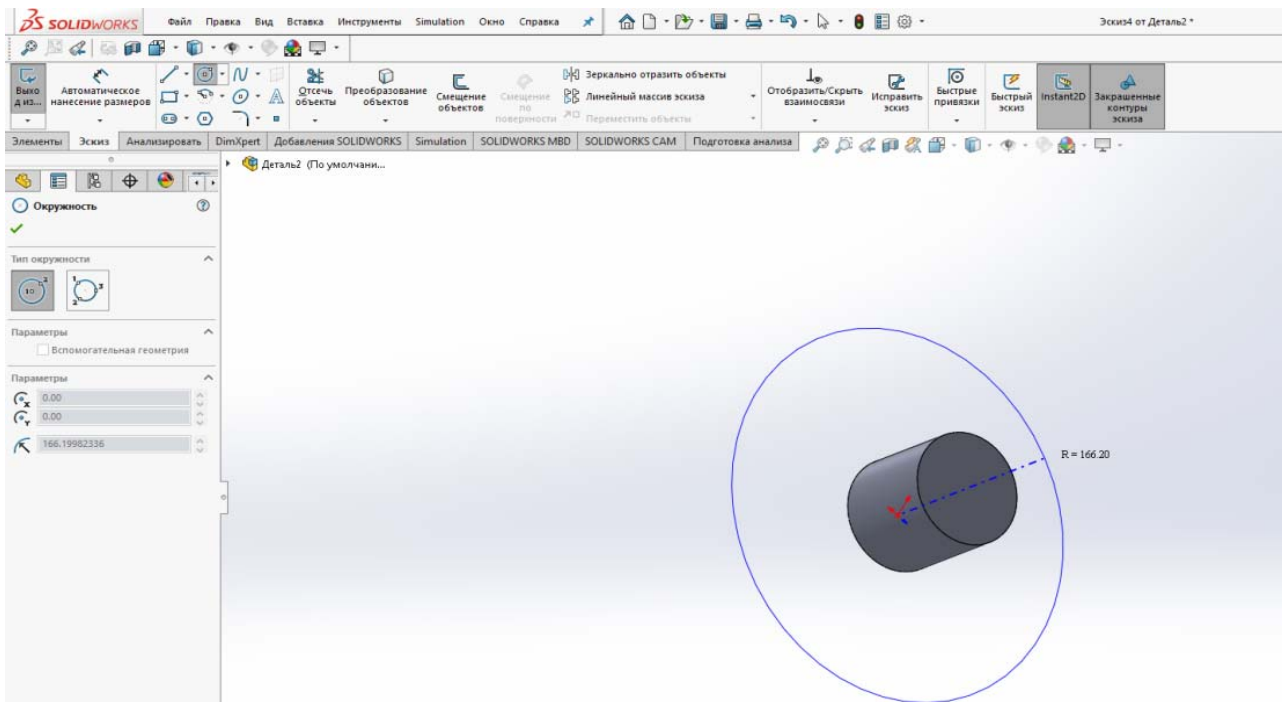 SOLIDWORKS Файл Правка Вид Вставка Инструменты Simulation Окно Справка Эскиз4 от Деталь2 *
Выхо д из... Автоматическое нанесение размеров Отсечь объекты Преобразование объектов Смещение объектов Смещение по поверхности Зеркально отразить объекты Отобразить/Скрыть взаимосвязи Исправить эскиз Быстрые привязки Быстрый эскиз Instant2D Закрашенные контуры эскиза
Линейный массив эскиза
Переместить объекты
Элементы Эскиз Анализировать DimXpert Добавления SOLIDWORKS Simulation SOLIDWORKS MBD SOLIDWORKS CAM Подготовка анализа
Деталь2 (По умолчани...
Окружность
Тип окружности
Параметры
Вспомогательная геометрия
Параметры
0.00
0.00
166.19982336
R = 166.20